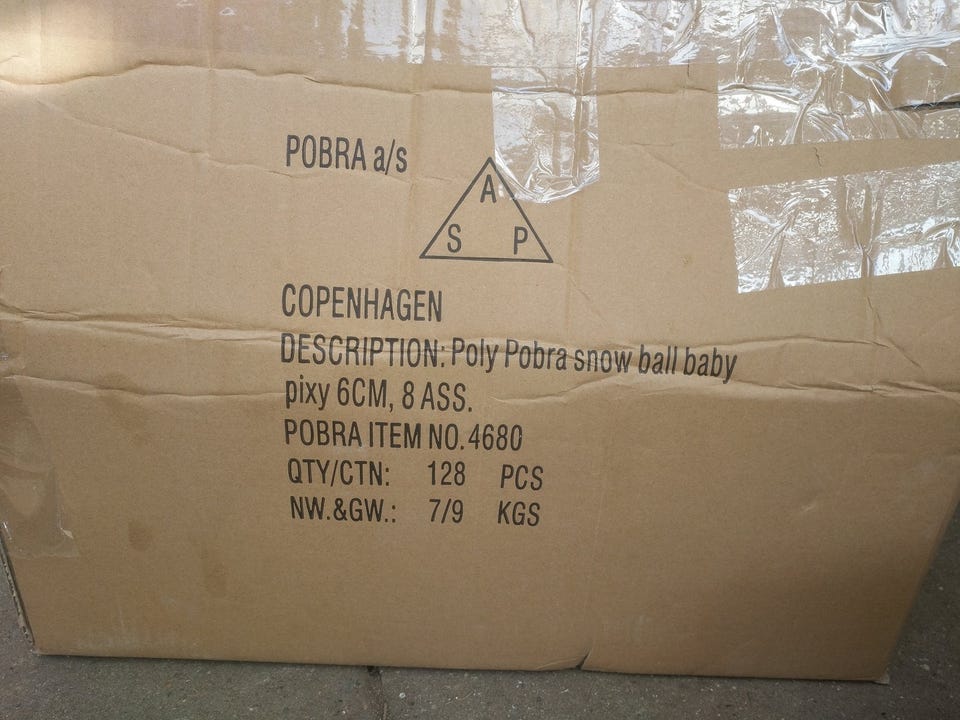 POBRA a/s
A
S P
COPENHAGEN
DESCRIPTION: Poly Pobra snow ball baby
pixy 6CM, 8 ASS.
POBRA ITEM NO.4680
QTY/CTN: 128 PCS
NW.&GW.: 7/9 KGS